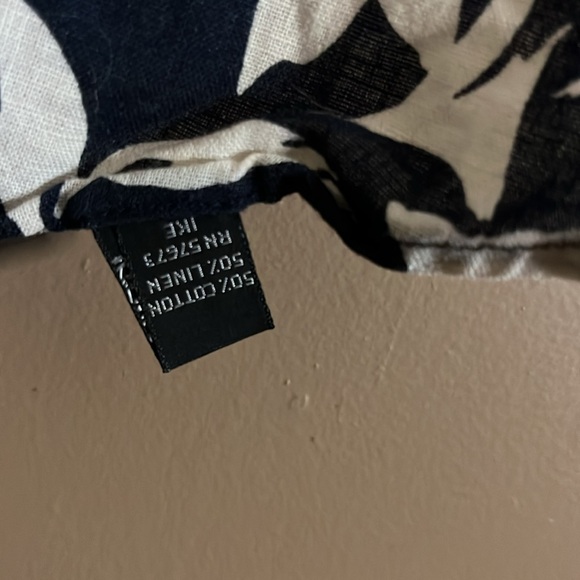 50% COTTON
50% LINEN
RN 57673
IKE